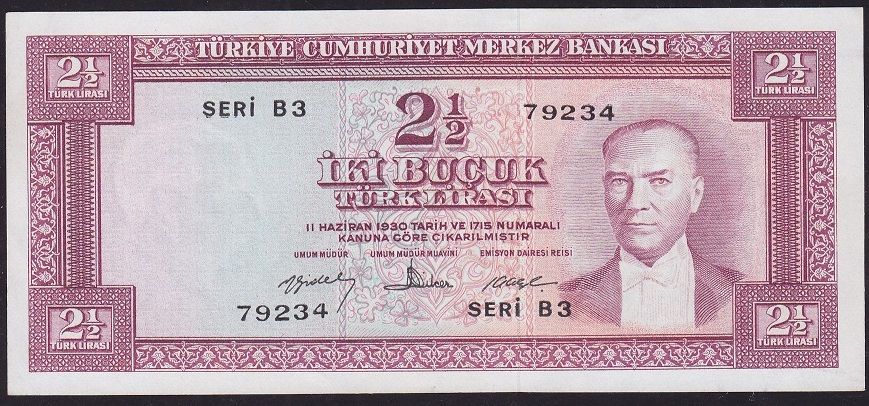 TÜRKİYE CUMHURİYET MERKEZ BANKASI
2½ TÜRK LİRASI
2½ TÜRK LİRASI
SERİ B3
2½
79234
İKİ BUÇUK
TÜRK LİRASI
11 HAZİRAN 1930 TARİH VE 1715 NUMARALI
KANUNA GÖRE ÇIKARILMIŞTIR
UMUM MÜDÜR UMUM MÜDÜR MUAVİNİ EMİSYON DAİRESİ REİSİ
79234
SERİ B3
2½ TÜRK LİRASI
2½ TÜRK LİRASI